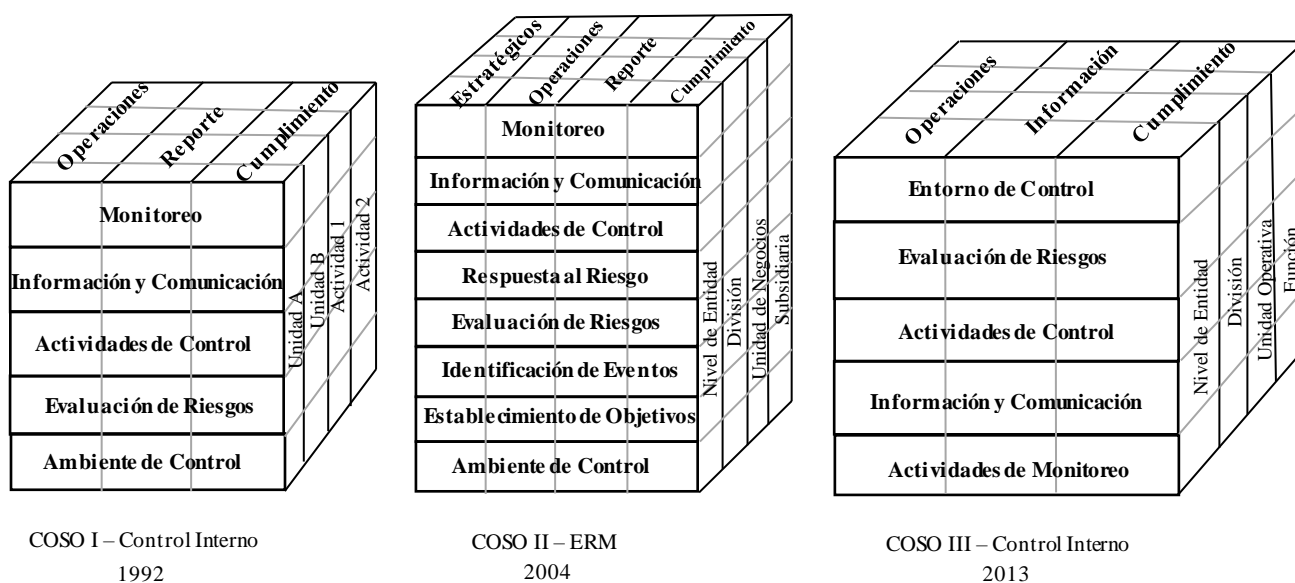 Operaciones
Reporte
Cumplimiento
Monitoreo
Información y Comunicación
Actividades de Control
Evaluación de Riesgos
Ambiente de Control
Unidad A
Unidad B
Actividad 1
Actividad 2
COSO I – Control Interno
1992
Estratégicos
Operaciones
Reporte
Cumplimiento
Monitoreo
Información y Comunicación
Actividades de Control
Respuesta al Riesgo
Evaluación de Riesgos
Identificación de Eventos
Establecimiento de Objetivos
Ambiente de Control
Nivel de Entidad
División
Unidad de Negocios
Subsidiaria
COSO II – ERM
2004
Operaciones
Información
Cumplimiento
Entorno de Control
Evaluación de Riesgos
Actividades de Control
Información y Comunicación
Actividades de Monitoreo
Nivel de Entidad
División
Unidad Operativa
Función
COSO III – Control Interno
2013